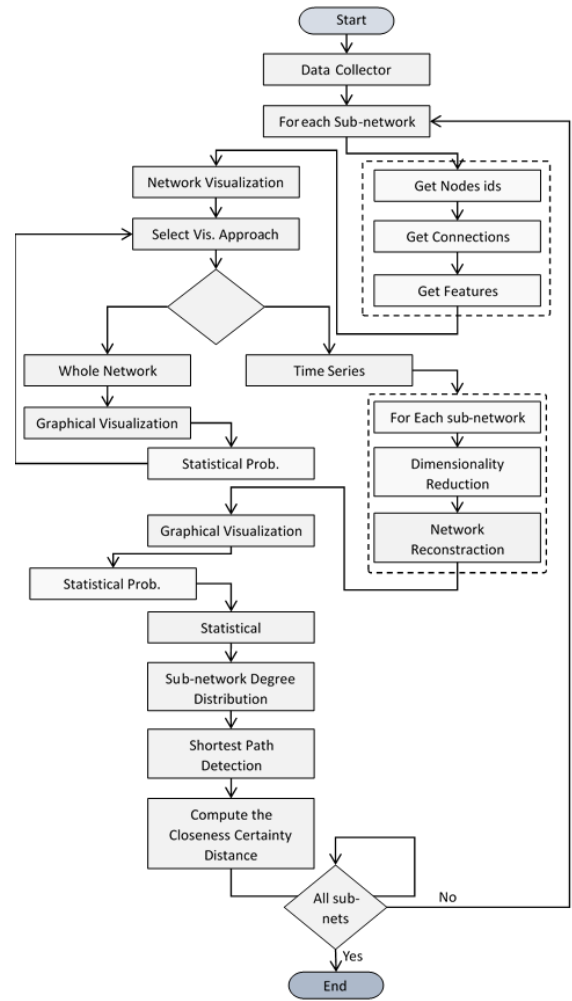 Start
Data Collector
For each Sub-network
Network Visualization
Get Nodes ids
Select Vis. Approach
Get Connections
Get Features
Whole Network
Time Series
Graphical Visualization
For Each sub-network
Statistical Prob.
Dimensionality
Reduction
Graphical Visualization
Network
Reconstraction
Statistical Prob.
Statistical
Sub-network Degree
Distribution
Shortest Path
Detection
Compute the
Closeness Certainty
Distance
All sub-
nets
No
Yes
End